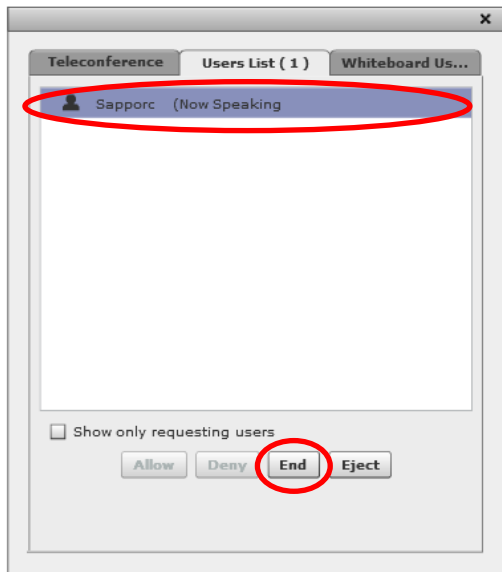 ×
Teleconference Users List ( 1 ) Whiteboard Us...
Sapporc (Now Speaking
Show only requesting users
Allow Deny End Eject